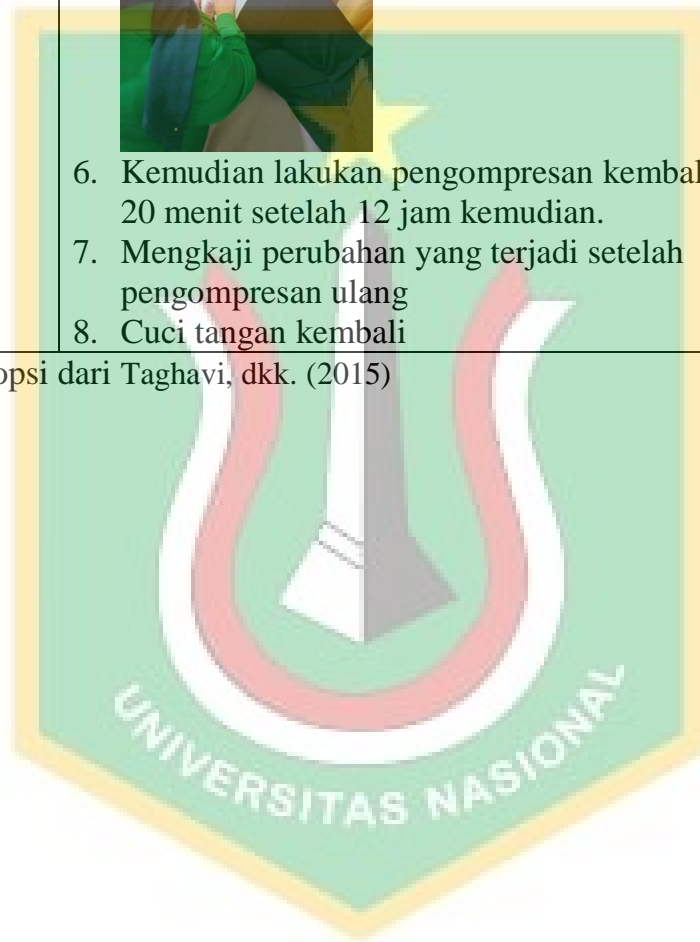 6. Kemudian lakukan pengompresan kembal
20 menit setelah 12 jam kemudian.
7. Mengkaji perubahan yang terjadi setelah
pengompresan ulang
8. Cuci tangan kembali
opsi dari Taghavi, dkk. (2015)
UNIVERSITAS NASIONAL